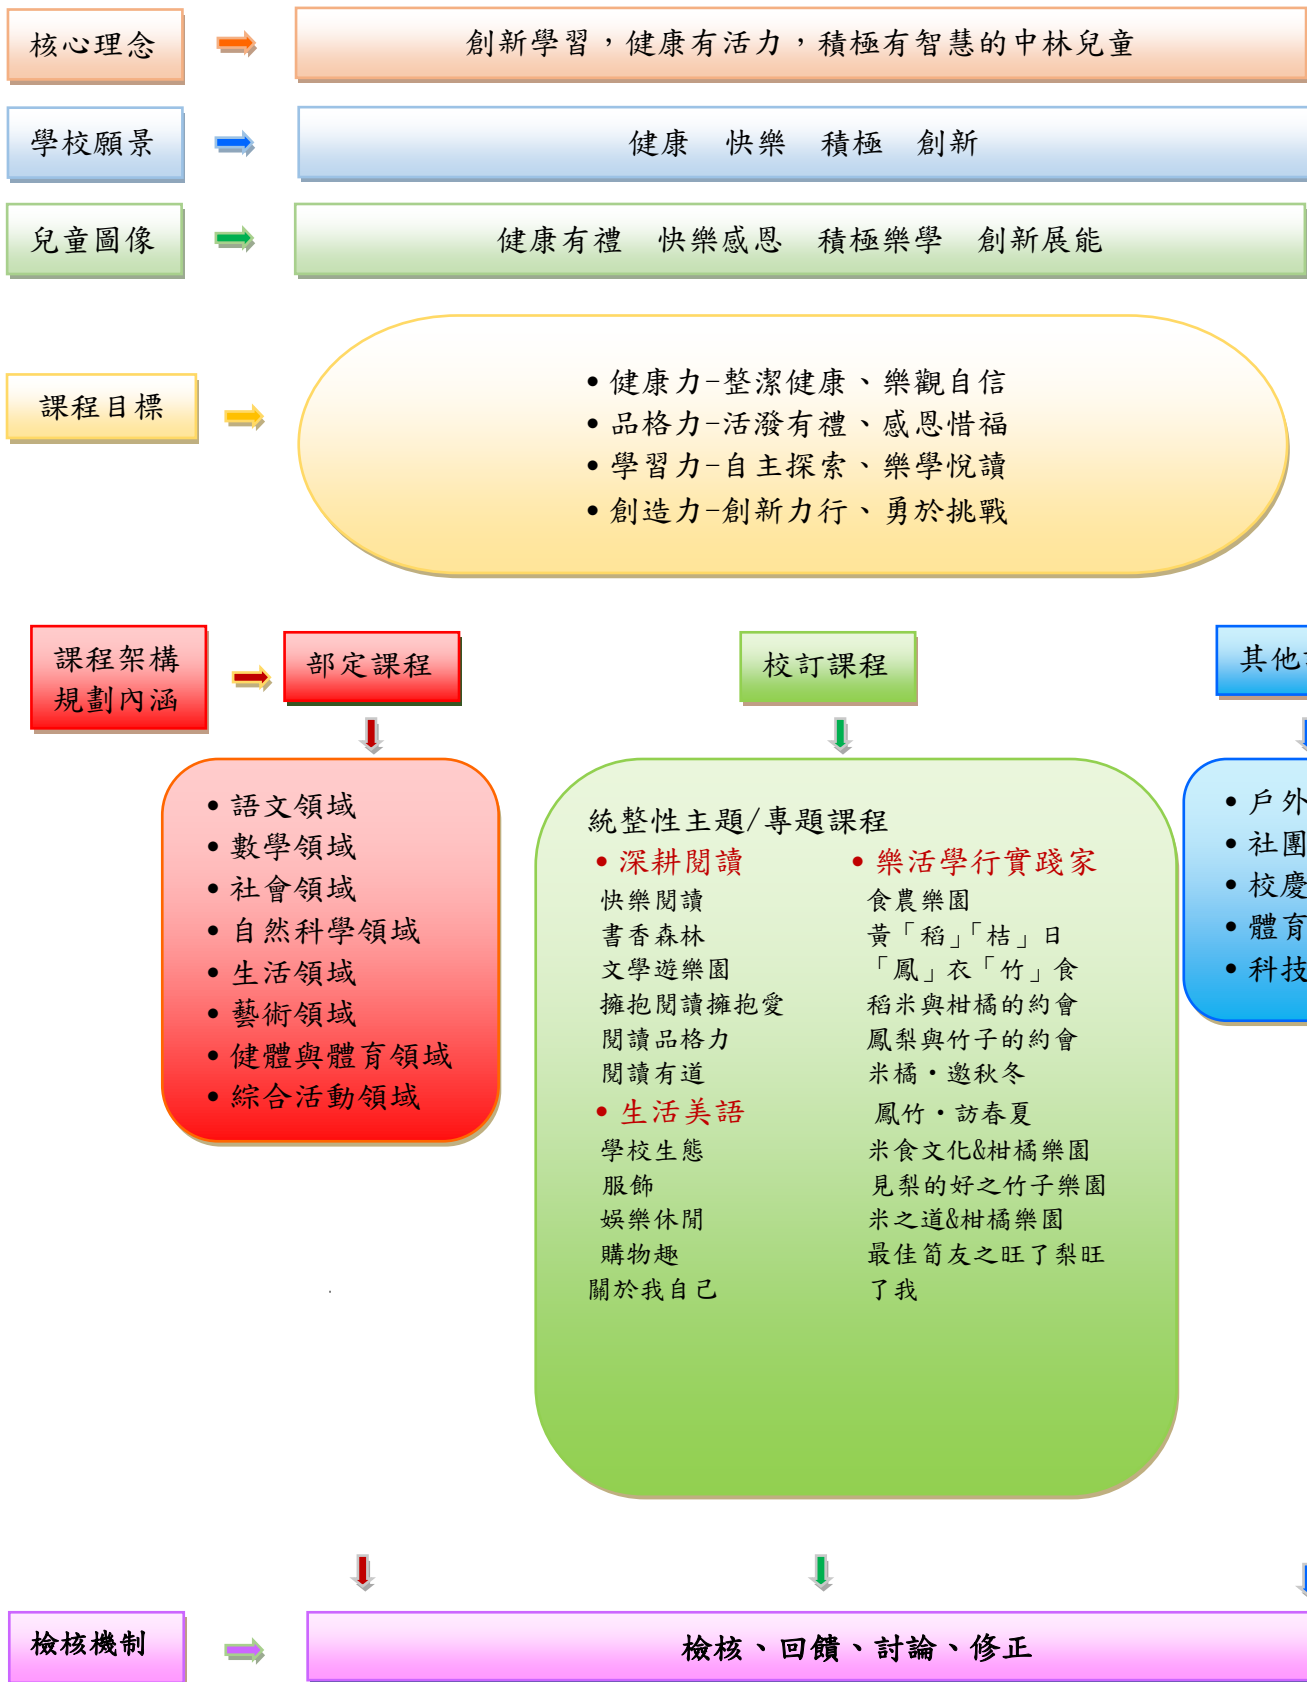 核心理念
創新學習，健康有活力，積極有智慧的中林兒童
學校願景
健康　快樂　積極　創新
兒童圖像
健康有禮　快樂感恩　積極樂學　創新展能
課程目標
•健康力-整潔健康、樂觀自信
•品格力-活潑有禮、感恩惜福
•學習力-自主探索、樂學悅讀
•創造力-創新力行、勇於挑戰
課程架構
規劃內涵
部定課程
校訂課程
其他
•語文領域
•數學領域
•社會領域
•自然科學領域
•生活領域
•藝術領域
•健體與體育領域
•綜合活動領域
統整性主題/專題課程
•深耕閱讀
快樂閱讀
書香森林
文學遊樂園
擁抱閱讀擁抱愛
閱讀品格力
閱讀有道
•生活美語
學校生態
服飾
娛樂休閒
購物趣
關於我自己
•樂活學行實踐家
食農樂園
黃「稻」「桔」日
「鳳」衣「竹」食
稻米與柑橘的約會
鳳梨與竹子的約會
米橘•邀秋冬
鳳竹•訪春夏
米食文化&柑橘樂園
見梨的好之竹子樂園
米之道&柑橘樂園
最佳筍友之旺了梨旺
了我
•戶外
•社團
•校慶
•體育
•科技
檢核機制
檢核、回饋、討論、修正